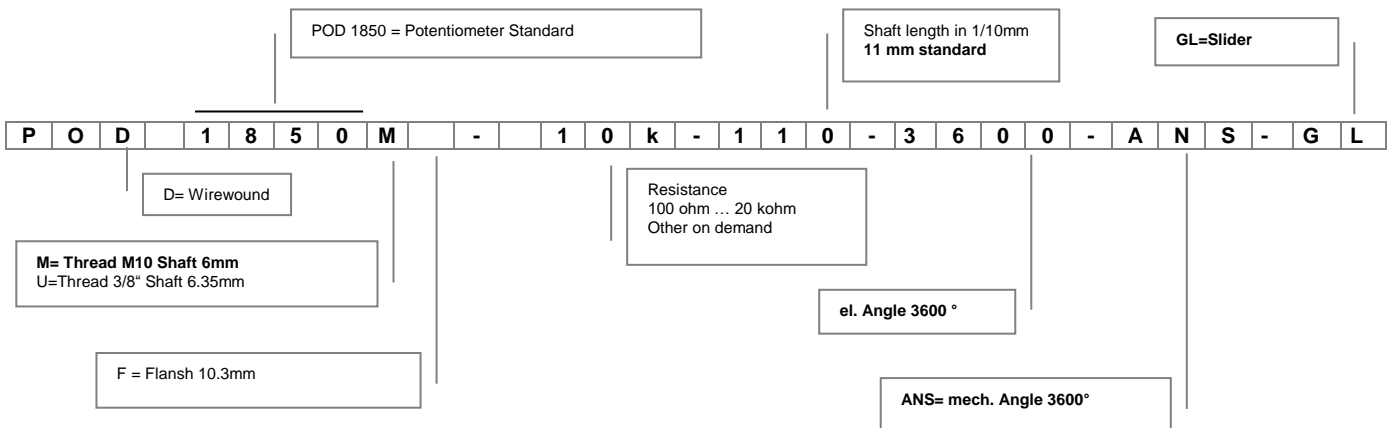 POD 1850 = Potentiometer Standard
Shaft length in 1/10mm
11 mm standard
GL=Slider
P O D 1 8 5 0 M - 1 0 k - 1 1 0 - 3 6 0 0 - A N S - G L
D= Wirewound
Resistance
100 ohm … 20 kohm
Other on demand
M= Thread M10 Shaft 6mm
U=Thread 3/8“ Shaft 6.35mm
el. Angle 3600 °
F = Flansh 10.3mm
ANS= mech. Angle 3600°